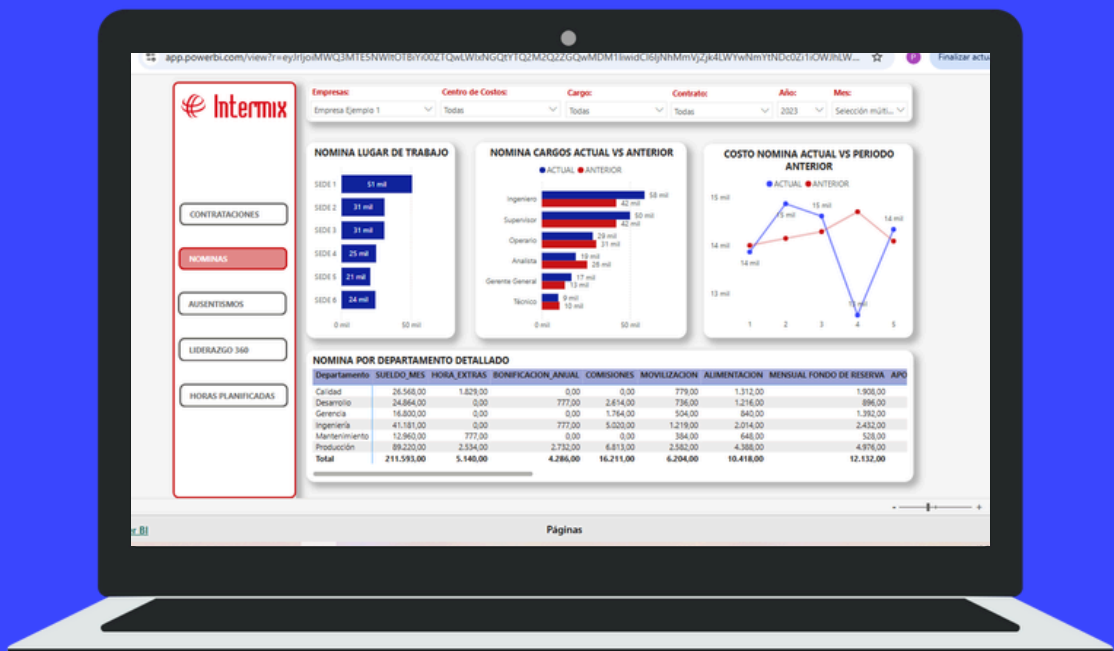 Finalizar actu
Intermix
Empresas: Centro de Costos: Cargo: Contrato: Año: Mes:
Empresa Ejemplo 1 Todas Todas Todas 2023 Selección múlti...
CONTRATACIONES
NOMINAS
AUSENTISMOS
LIDERAZGO 360
HORAS PLANIFICADAS
NOMINA LUGAR DE TRABAJO
SEDE 1 51 mil
SEDE 2 31 mil
SEDE 3 31 mil
SEDE 4 25 mil
SEDE 5 21 mil
SEDE 6 24 mil
0 mil 50 mil
NOMINA CARGOS ACTUAL VS ANTERIOR
ACTUAL ANTERIOR
Ingeniero 58 mil
42 mil
Supervisor 50 mil
42 mil
Operario 29 mil
31 mil
Analista 19 mil
26 mil
Gerente General 17 mil
13 mil
Técnico 9 mil
10 mil
0 mil 50 mil
COSTO NOMINA ACTUAL VS PERIODO
ANTERIOR
ACTUAL ANTERIOR
15 mil
15 mil
15 mil
14 mil
14 mil
14 mil
13 mil
13 mil
1 2 3 4 5
NOMINA POR DEPARTAMENTO DETALLADO
Departamento SUELDO_MES HORA_EXTRAS BONIFICACION_ANUAL COMISIONES MOVILIZACION ALIMENTACION MENSUAL FONDO DE RESERVA APO
Calidad 26.568,00 1.829,00 0,00 0,00 779,00 1.312,00 1.908,00
Desarrollo 24.864,00 0,00 777,00 2.614,00 736,00 1.216,00 896,00
Gerencia 16.800,00 0,00 0,00 1.764,00 504,00 840,00 1.392,00
Ingeniería 41.181,00 0,00 777,00 5.020,00 1.219,00 2.014,00 2.432,00
Mantenimiento 12.960,00 777,00 0,00 0,00 384,00 648,00 528,00
Producción 89.220,00 2.534,00 2.732,00 6.813,00 2.582,00 4.388,00 4.976,00
Total 211.593,00 5.140,00 4.286,00 16.211,00 6.204,00 10.418,00 12.132,00
er BI
Páginas